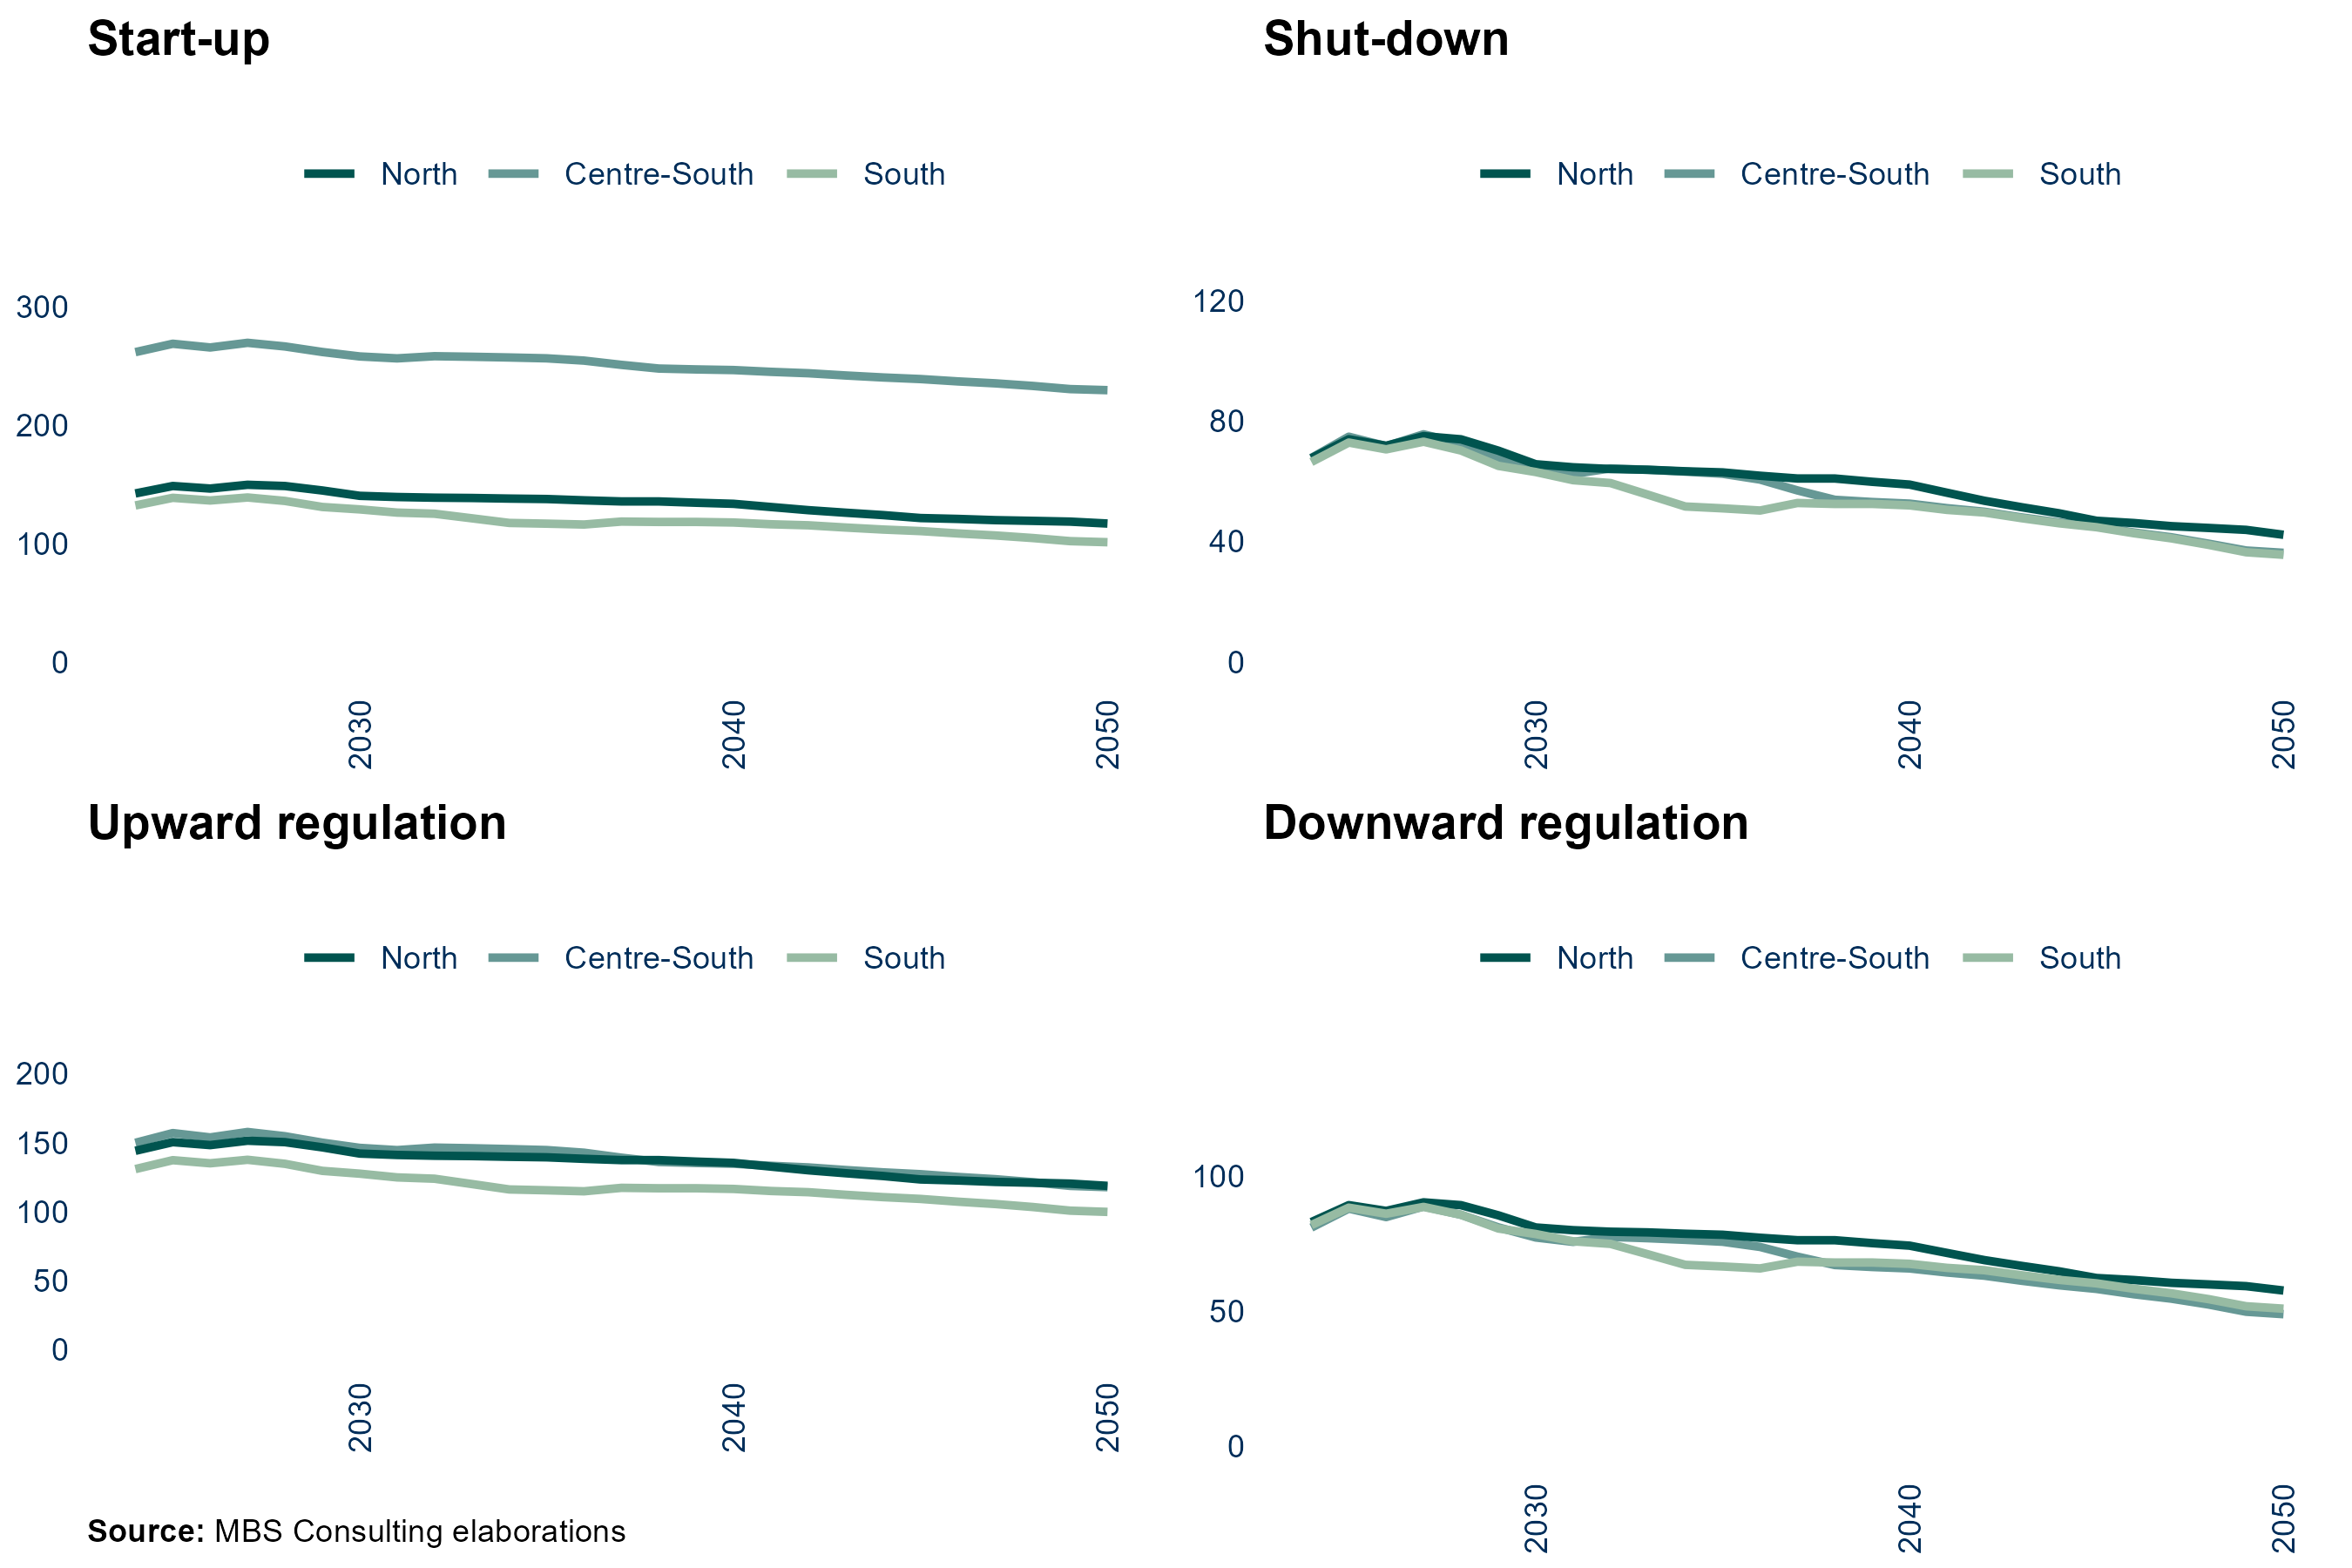 Start-up
North Centre-South South
300
200
100
0
2030 2040 2050
Shut-down
North Centre-South South
120
80
40
0
2030 2040 2050
Upward regulation
North Centre-South South
200
150
100
50
0
2030 2040 2050
Downward regulation
North Centre-South South
100
50
0
2030 2040 2050
Source: MBS Consulting elaborations